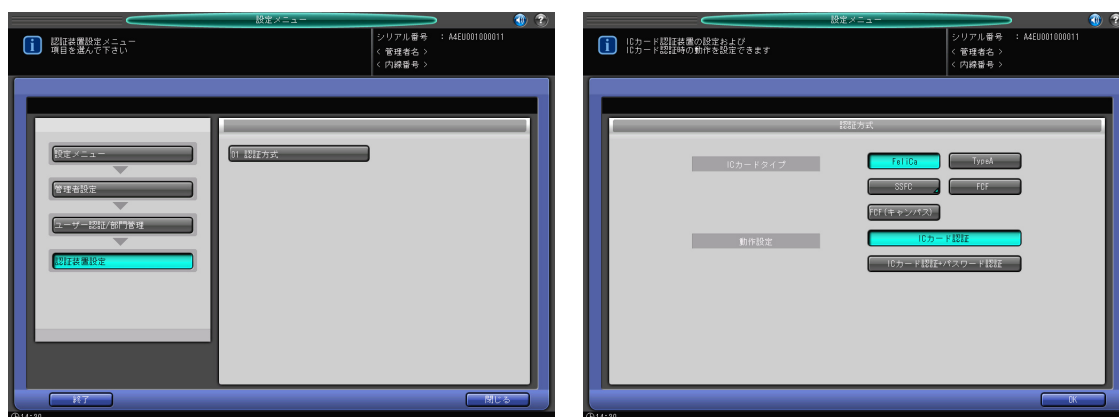 設定メニュー
認証装置設定メニュー
項目を選んで下さい
シリアル番号 : A4EU001000011
< 管理者名 >
< 内線番号 >
設定メニュー
管理者設定
ユーザー認証/部門管理
認証装置設定
01 認証方式
終了
閉じる
14:30
設定メニュー
ICカード認証装置の設定および
ICカード認証時の動作を設定できます
シリアル番号 : A4EU001000011
< 管理者名 >
< 内線番号 >
認証方式
ICカードタイプ
FeliCa
TypeA
SSFC
FCF
FCF(キャンパス)
動作設定
ICカード認証
ICカード認証+パスワード認証
OK
14:30